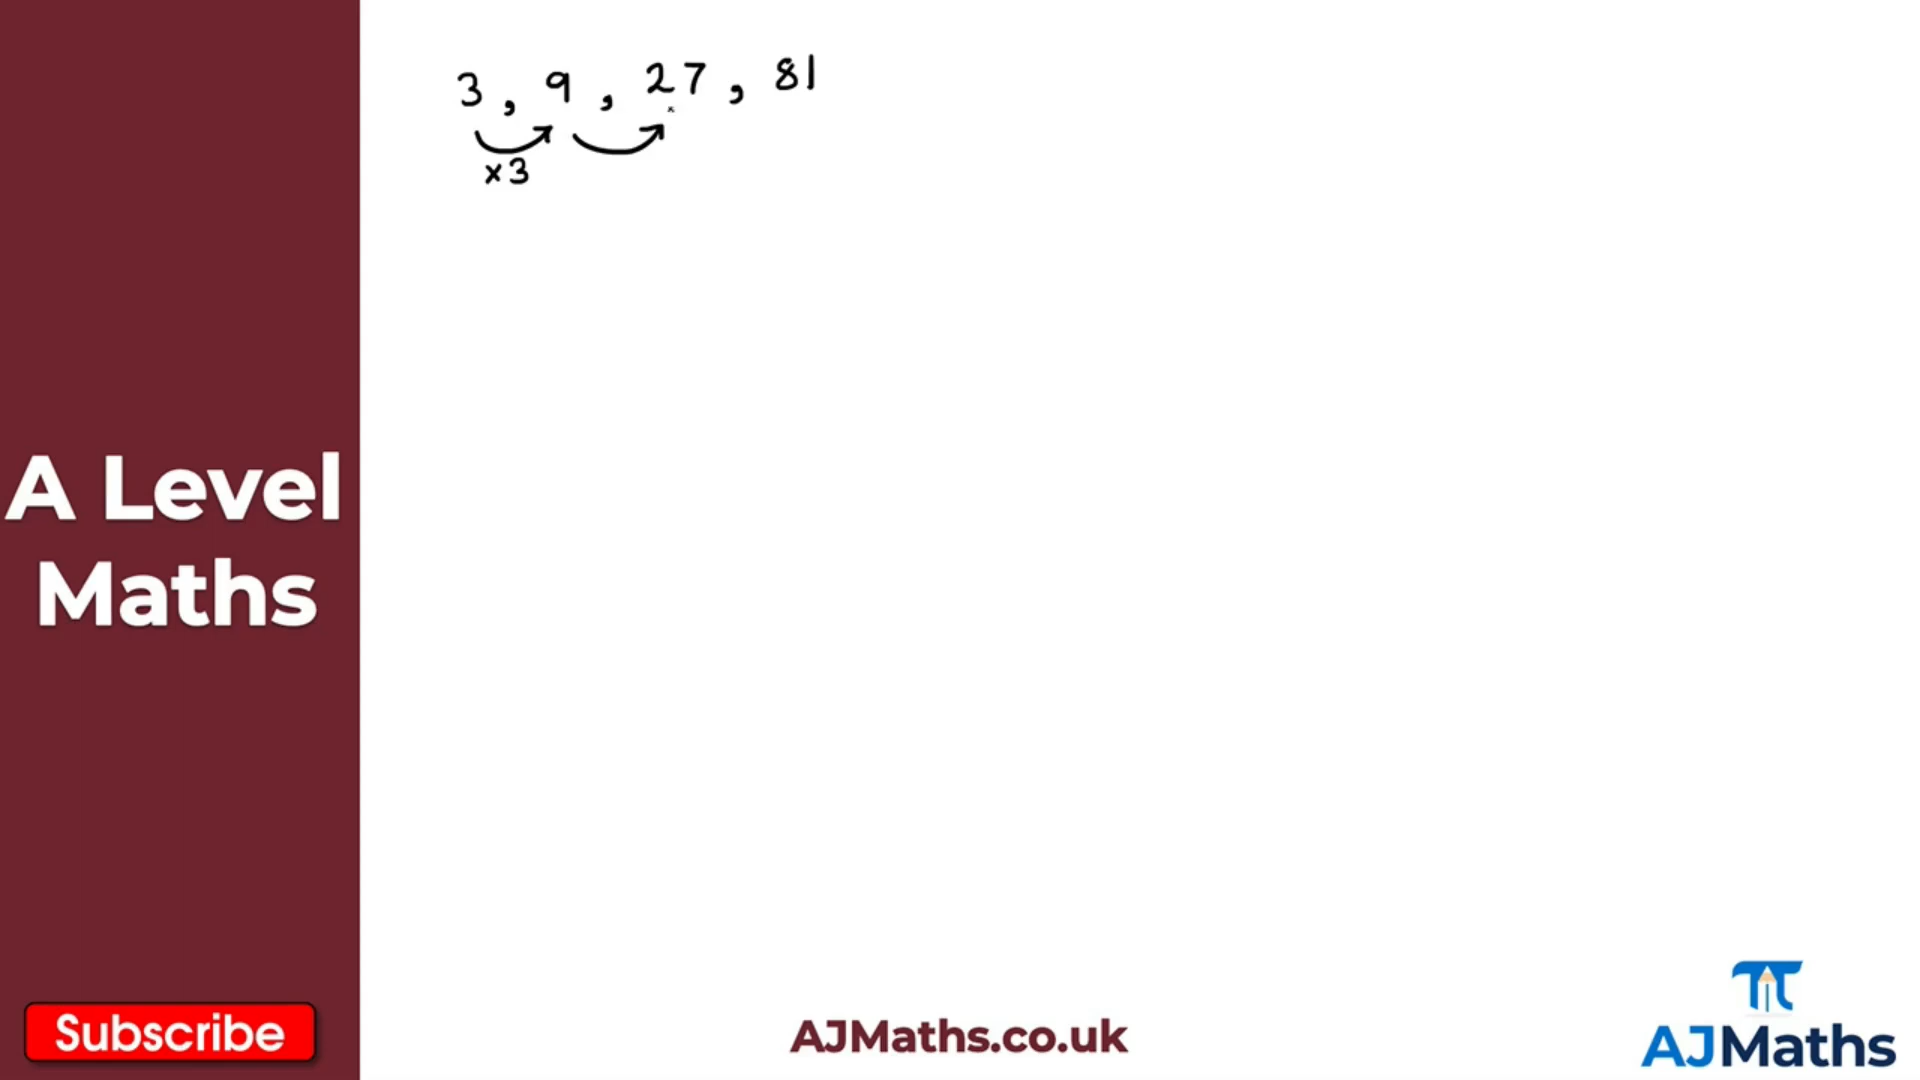 3, 9, 27, 81
×3
A Level
Maths
Subscribe
AJMaths.co.uk
AJMaths